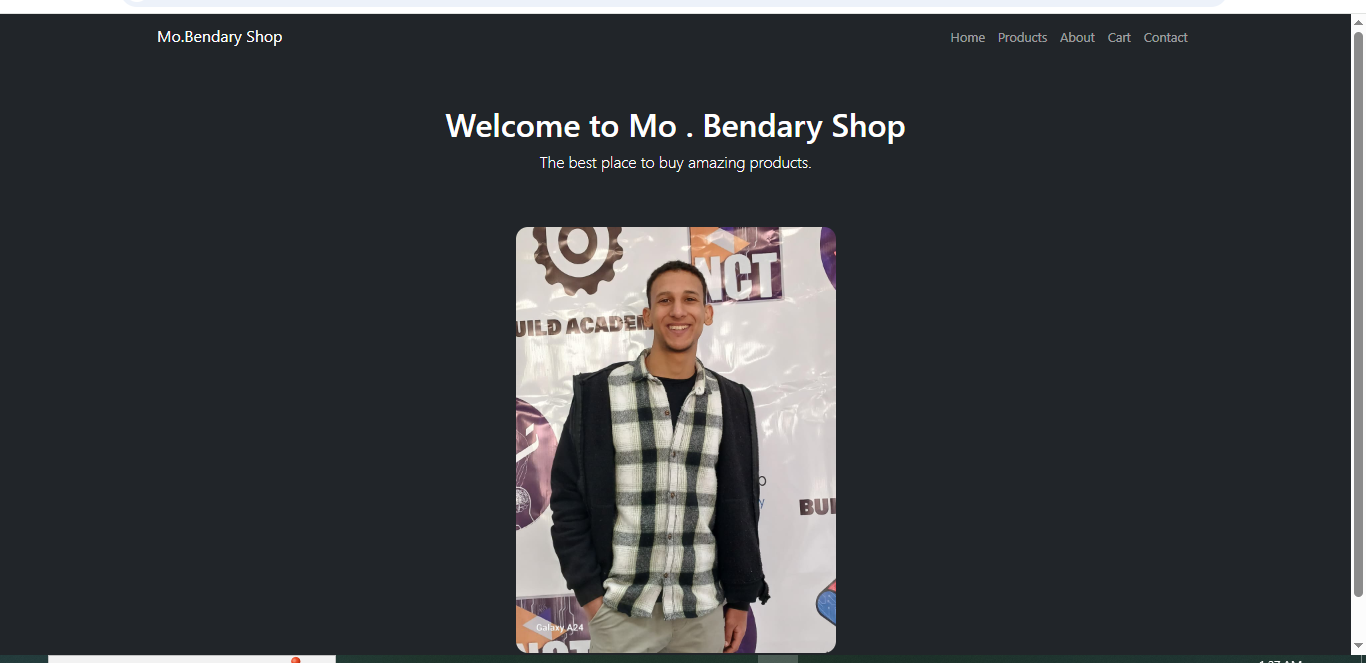 Mo.Bendary Shop
Home Products About Cart Contact
Welcome to Mo . Bendary Shop
The best place to buy amazing products.
NCT
UILD ACADEM
BUI
Galaxy A24
NCT